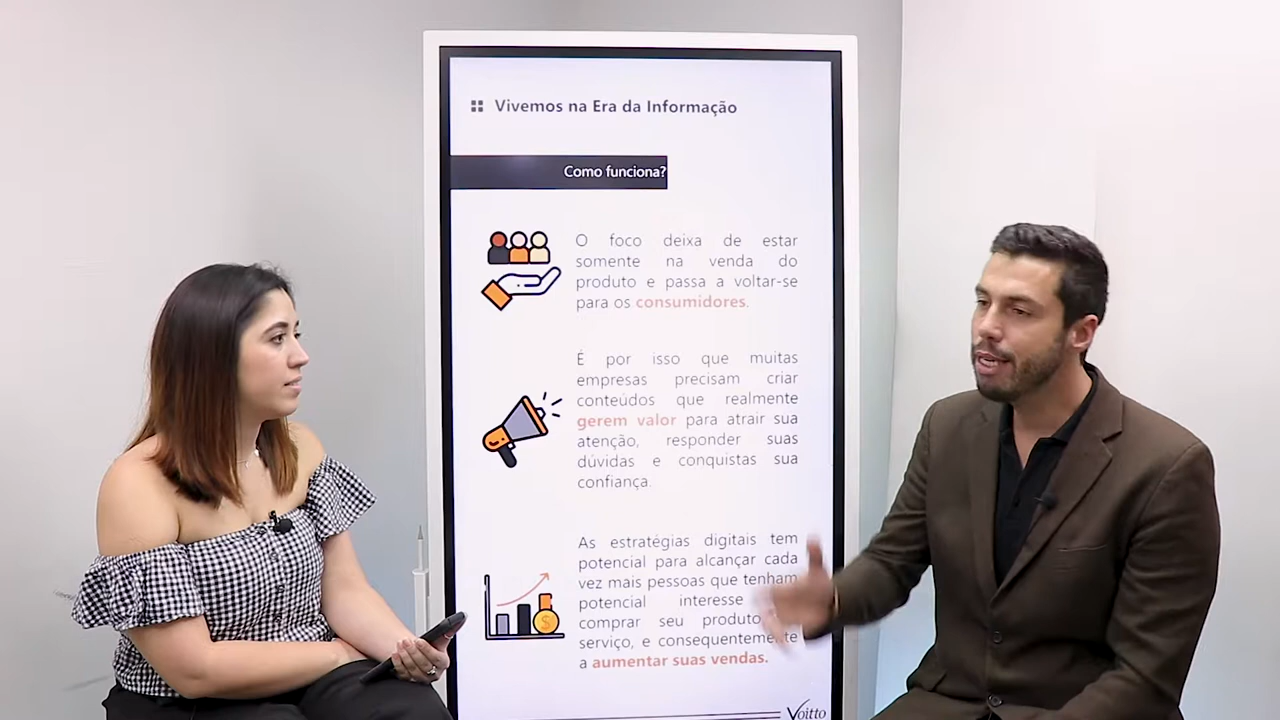 Vivemos na Era da Informação
Como funciona?
O foco deixa de estar
somente na venda do
produto e passa a voltar-se
para os consumidores.
É por isso que muitas
empresas precisam criar
conteúdos que realmente
gerem valor para atrair sua
atenção, responder suas
dúvidas e conquistas sua
confiança.
As estratégias digitais tem
potencial para alcançar cada
vez mais pessoas que tenham
potencial interesse
comprar seu produto
serviço, e consequentemente
a aumentar suas vendas.
Voitto